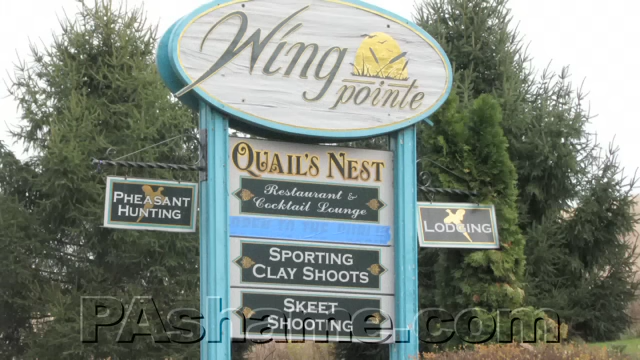 Wing
pointe
QUAIL'S NEST
Restaurant &
Cocktail Lounge
PHEASANT
HUNTING
LODGING
SPORTING
CLAY SHOOTS
SKEET
SHOOTING
PAshame.com